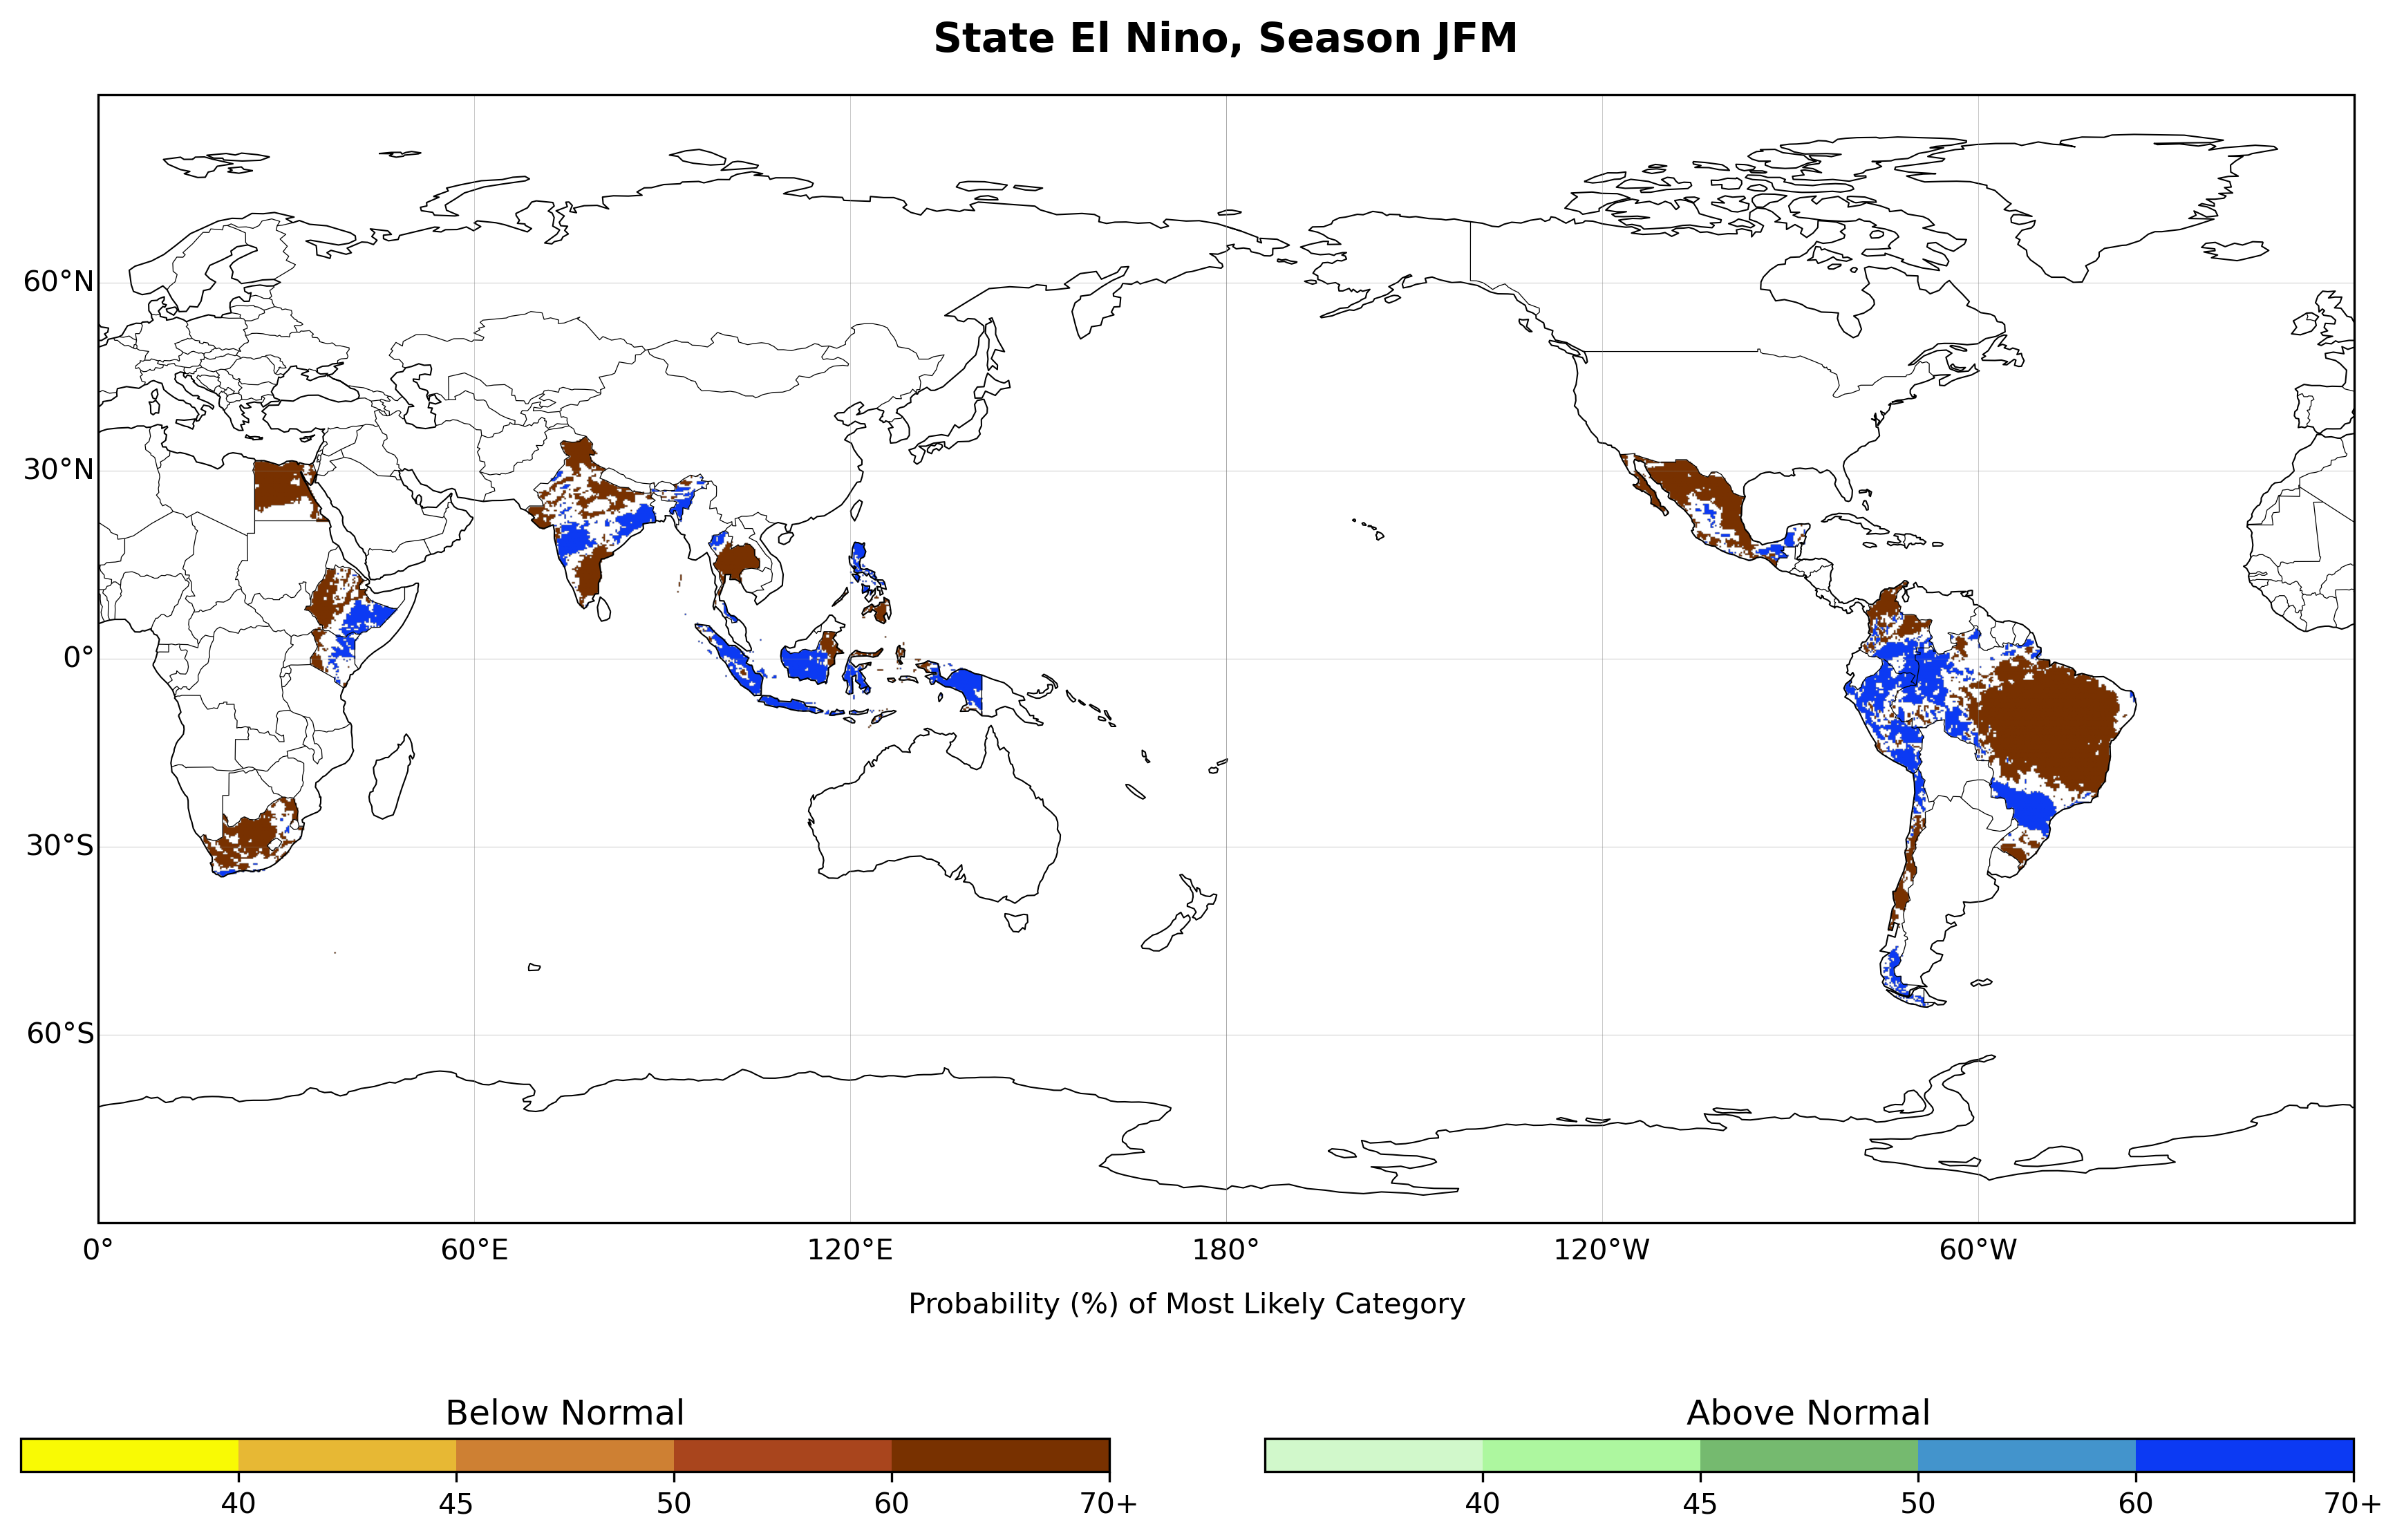 State El Nino, Season JFM
60°N
30°N
0°
30°S
60°S
0° 60°E 120°E 180° 120°W 60°W
Probability (%) of Most Likely Category
Below Normal Above Normal
40 45 50 60 70+ 40 45 50 60 70+